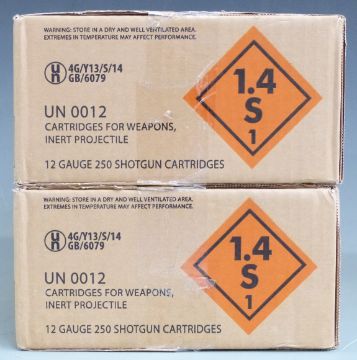 WARNING: STORE IN A DRY AND WELL VENTILATED AREA.
EXTREMES IN TEMPERATURE MAY AFFECT PERFORMANCE.
UN 4G/Y13/S/14
GB/6079
UN 0012
CARTRIDGES FOR WEAPONS,
INERT PROJECTILE
12 GAUGE 250 SHOTGUN CARTRIDGES
1.4
S
1
WARNING: STORE IN A DRY AND WELL VENTILATED AREA.
EXTREMES IN TEMPERATURE MAY AFFECT PERFORMANCE.
UN 4G/Y13/S/14
GB/6079
UN 0012
CARTRIDGES FOR WEAPONS,
INERT PROJECTILE
12 GAUGE 250 SHOTGUN CARTRIDGES
1.4
S
1